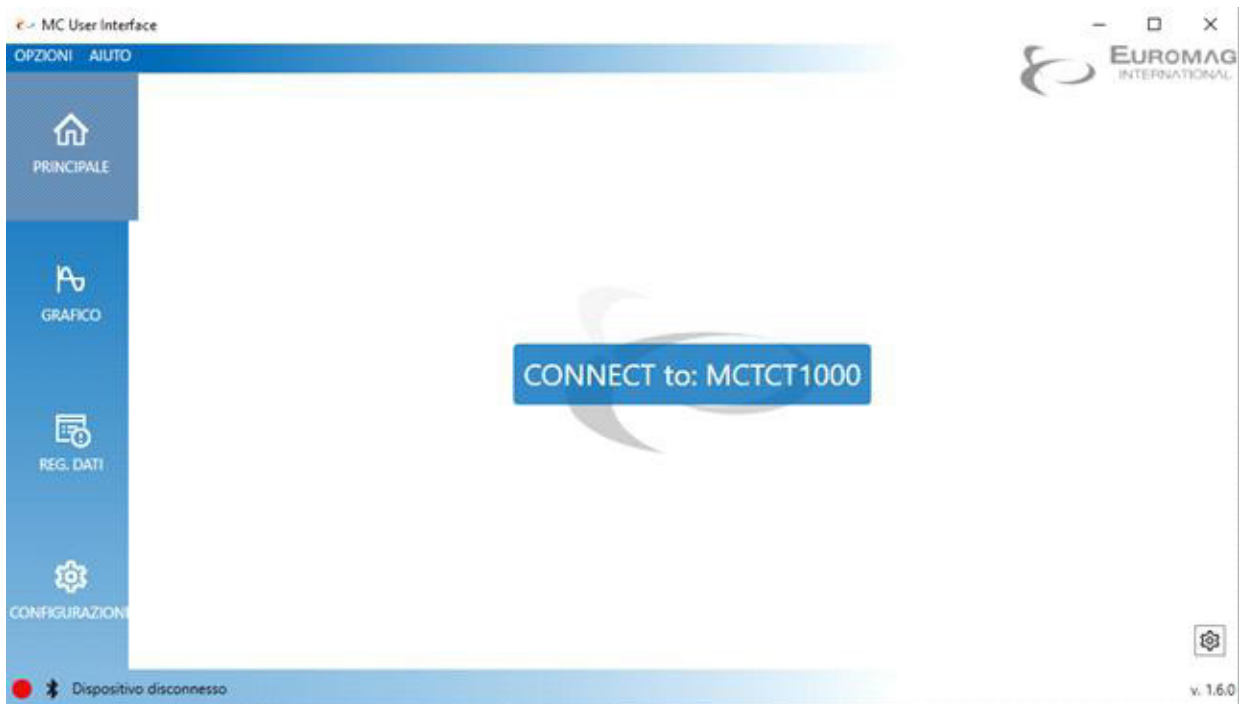 MC User Interface
OPZIONI AIUTO
EUROMAG
INTERNATIONAL
PRINCIPALE
GRAFICO
CONNECT to: MCTCT1000
REG. DATI
CONFIGURAZIONE
Dispositivo disconnesso
v. 1.6.0